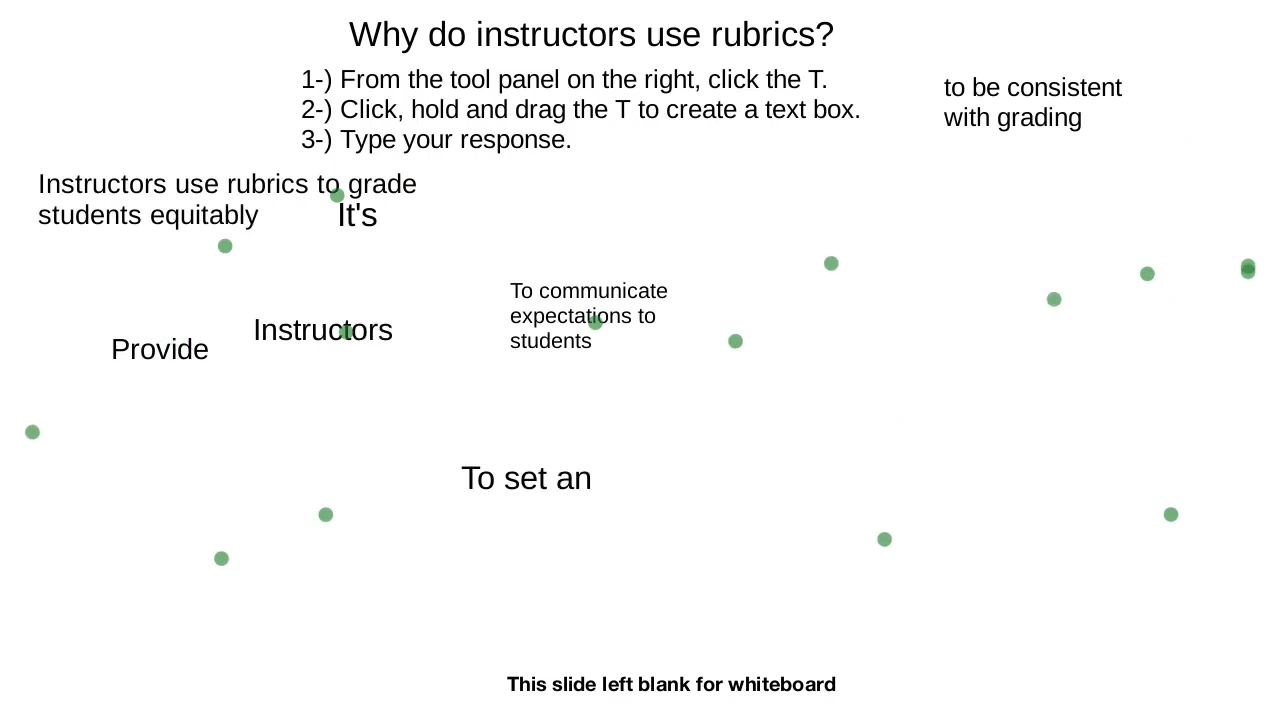 Why do instructors use rubrics?
1-) From the tool panel on the right, click the T.
2-) Click, hold and drag the T to create a text box.
3-) Type your response.
to be consistent
with grading
Instructors use rubrics to grade
students equitably
It's
To communicate
expectations to
students
Instructors
Provide
To set an
This slide left blank for whiteboard